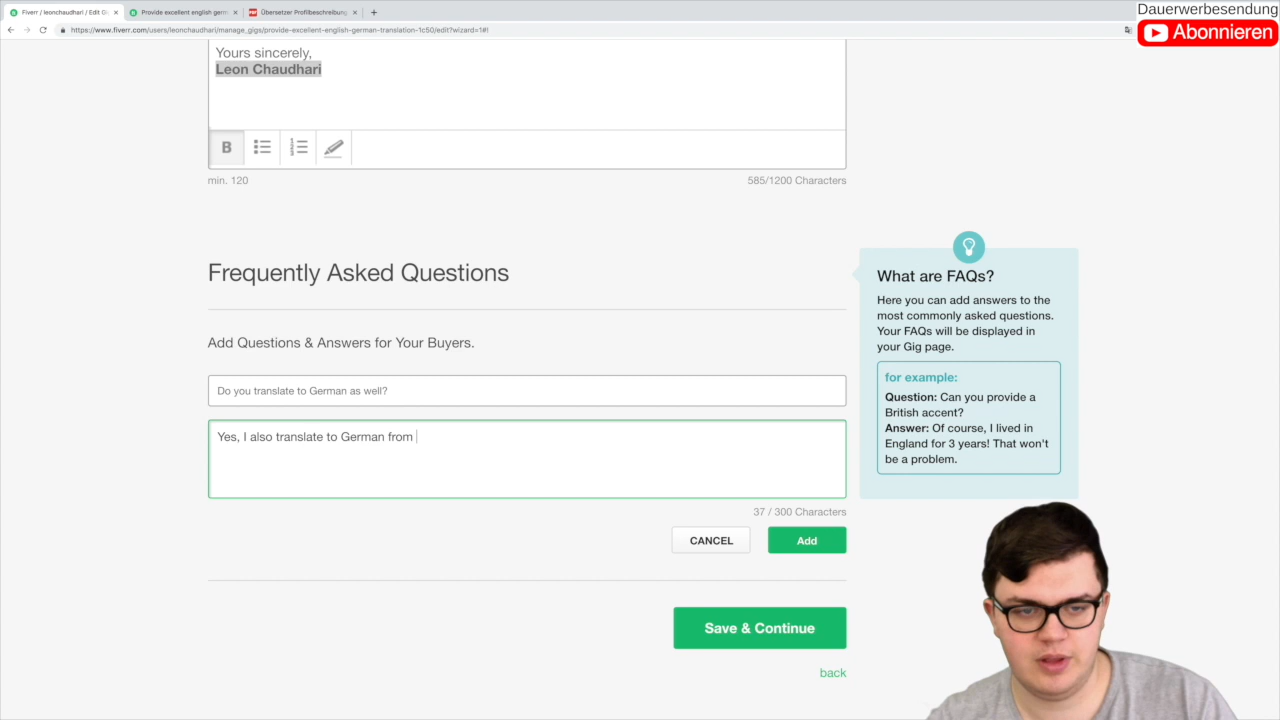 Fiverr / leonchaudhari / Edit G
Provide excellent english germ
Übersetzer Profilbeschreibung
Dauerwerbesendung
https://www.fiverr.com/users/leonchaudhari/manage_gigs/provide-excellent-english-german-translation-1c50/edit?wizard=1#!
Abonnieren
Yours sincerely,
Leon Chaudhari
B
min. 120
585/1200 Characters
Frequently Asked Questions
Add Questions & Answers for Your Buyers.
Do you translate to German as well?
Yes, I also translate to German from
37 / 300 Characters
CANCEL
Add
What are FAQs?
Here you can add answers to the
most commonly asked questions.
Your FAQs will be displayed in
your Gig page.
for example:
Question: Can you provide a
British accent?
Answer: Of course, I lived in
England for 3 years! That won't
be a problem.
Save & Continue
back